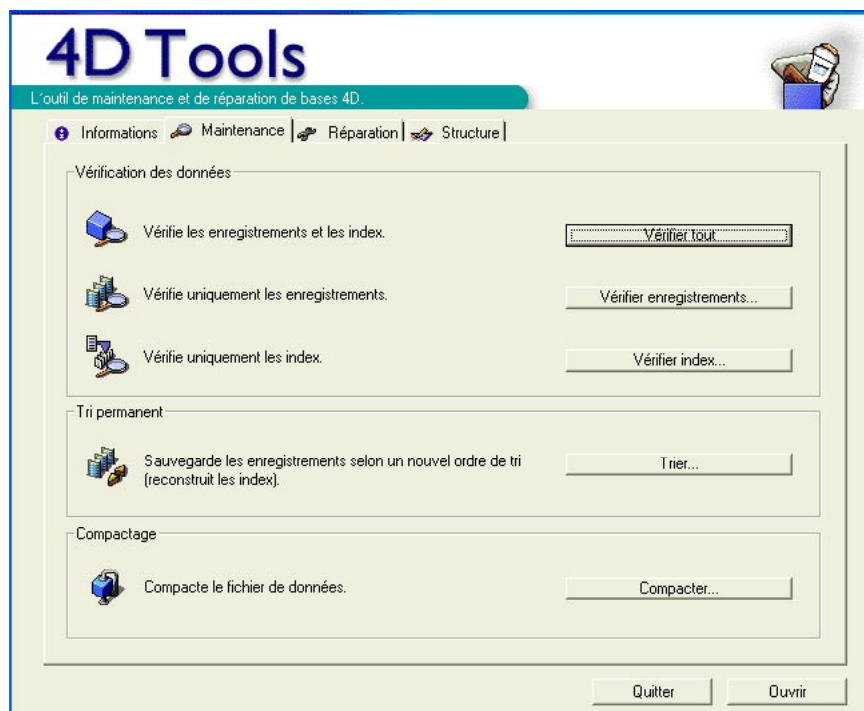 4D Tools
L'outil de maintenance et de réparation de bases 4D.
Informations
Maintenance
Réparation
Structure
Vérification des données
Vérifie les enregistrements et les index.
Vérifier tout
Vérifie uniquement les enregistrements.
Vérifier enregistrements...
Vérifie uniquement les index.
Vérifier index...
Tri permanent
Sauvegarde les enregistrements selon un nouvel ordre de tri
(reconstruit les index).
Trier...
Compactage
Compacte le fichier de données.
Compacter...
Quitter
Ouvrir